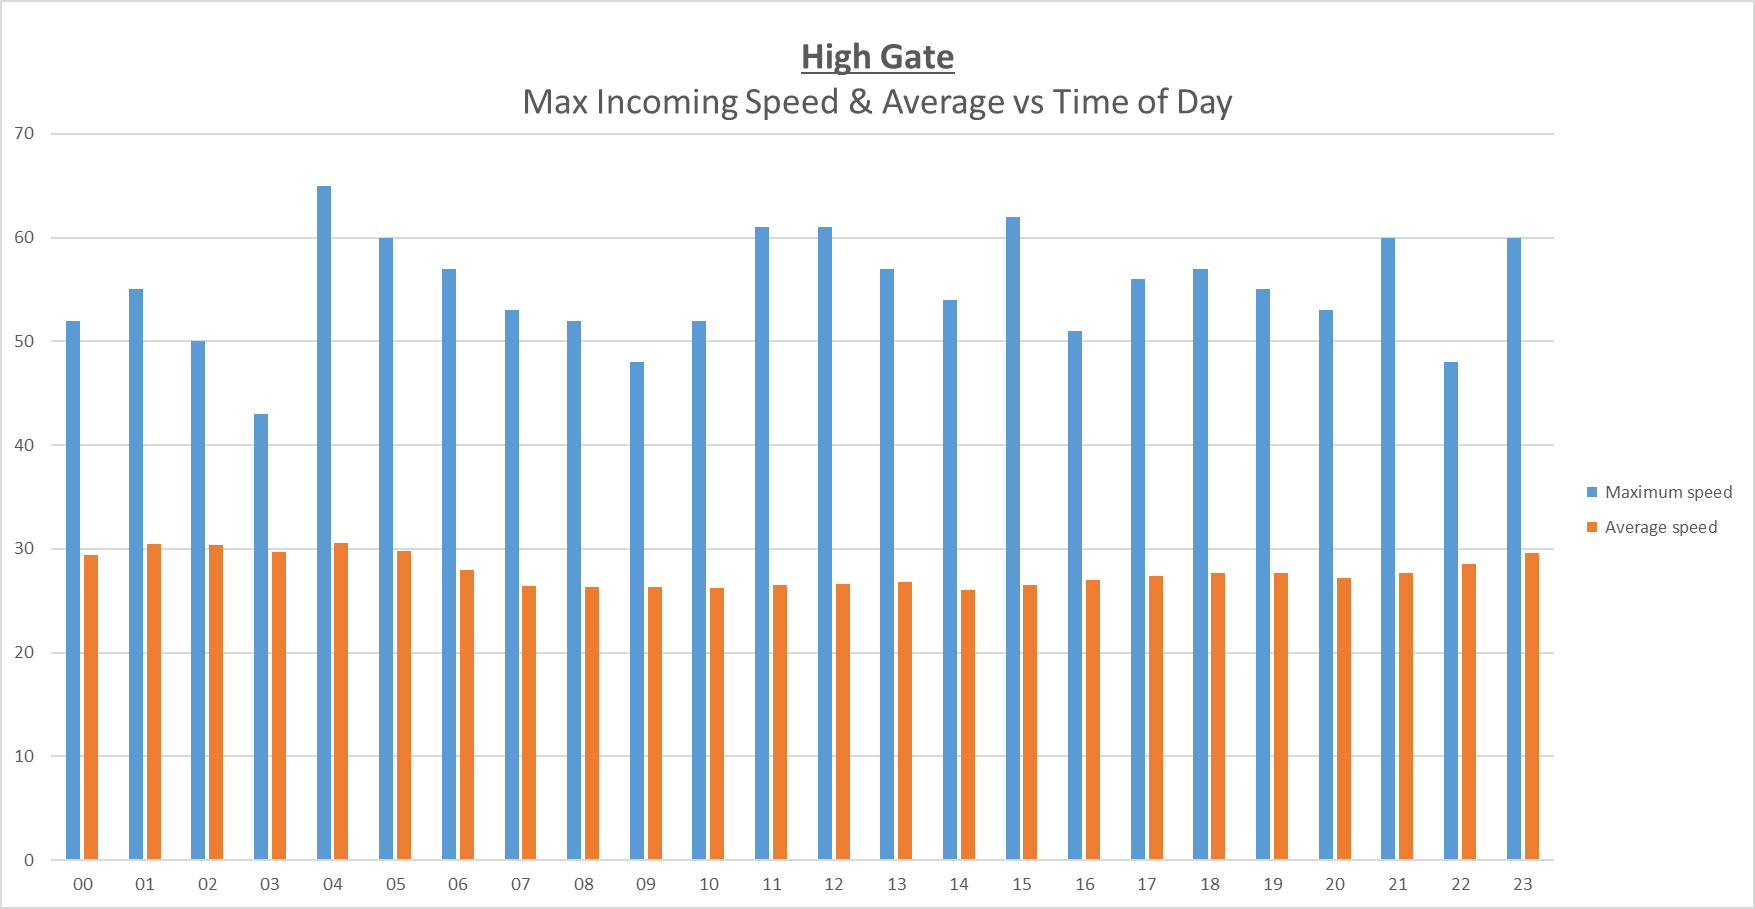 High Gate
Max Incoming Speed & Average vs Time of Day
70
60
50
40
30
20
10
0
00 01 02 03 04 05 06 07 08 09 10 11 12 13 14 15 16 17 18 19 20 21 22 23
Maximum speed
Average speed